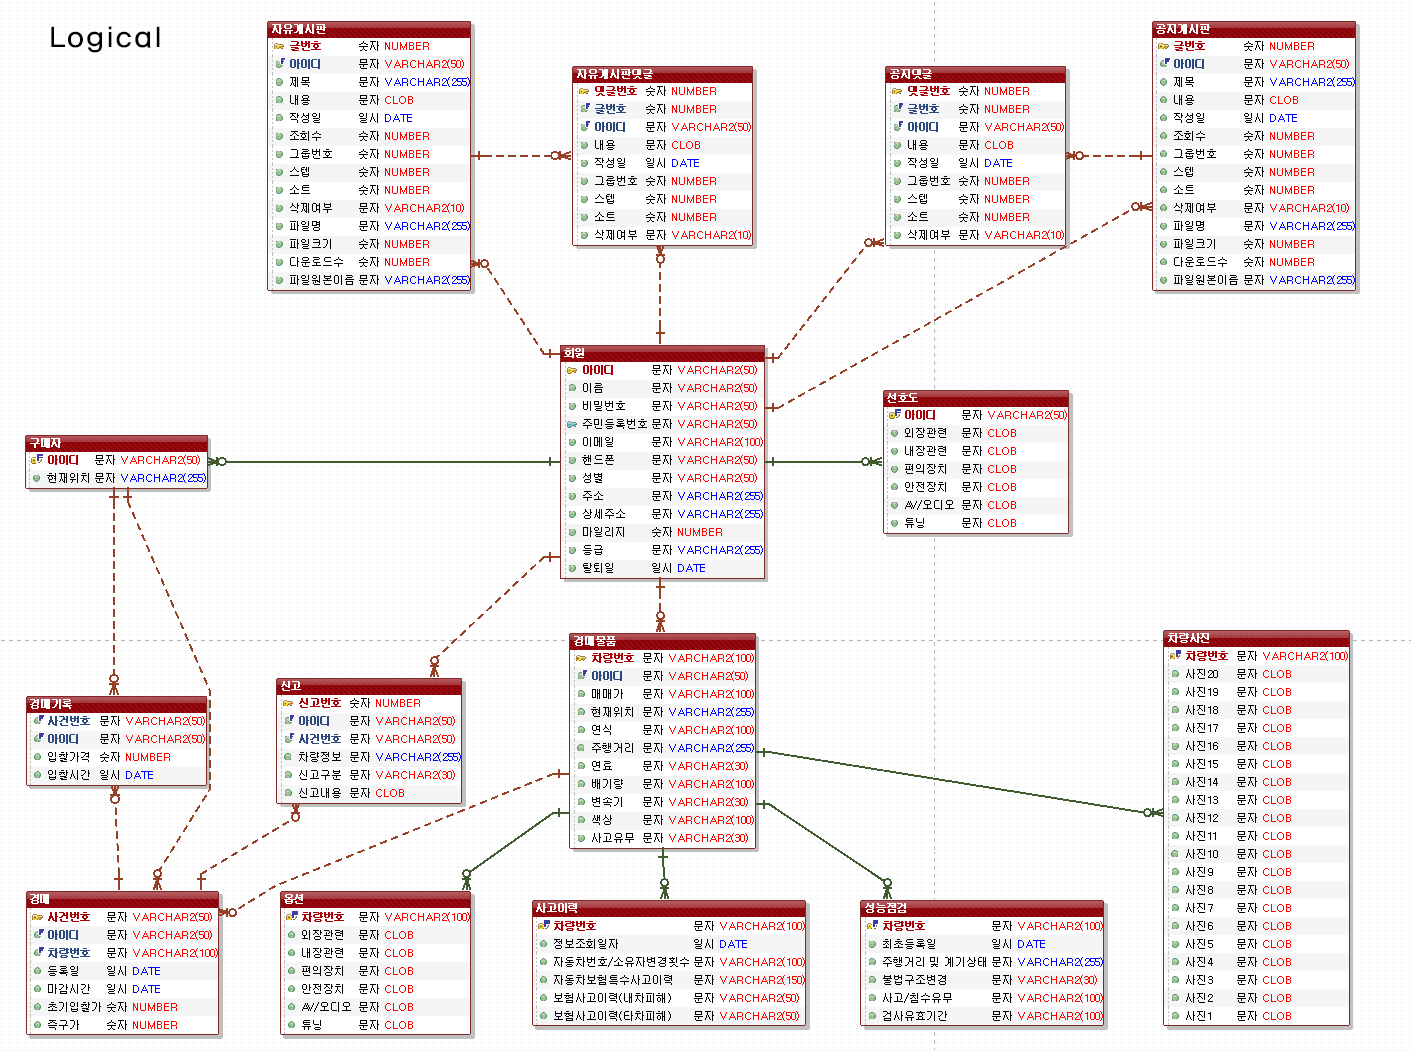 Logical
자유게시판
글번호 숫자 NUMBER
아이디 문자 VARCHAR2(50)
제목 문자 VARCHAR2(255)
내용 문자 CLOB
작성일 일시 DATE
조회수 숫자 NUMBER
그룹번호 숫자 NUMBER
스텝 숫자 NUMBER
소트 숫자 NUMBER
삭제여부 문자 VARCHAR2(10)
파일명 문자 VARCHAR2(255)
파일크기 숫자 NUMBER
다운로드수 숫자 NUMBER
파일원본이음 문자 VARCHAR2(255)
자유게시판댓글
댓글번호 숫자 NUMBER
글번호 숫자 NUMBER
아이디 문자 VARCHAR2(50)
내용 문자 CLOB
작성일 일시 DATE
그룹번호 숫자 NUMBER
스텝 숫자 NUMBER
소트 숫자 NUMBER
삭제여부 문자 VARCHAR2(10)
공지댓글
댓글번호 숫자 NUMBER
글번호 숫자 NUMBER
아이디 문자 VARCHAR2(50)
내용 문자 CLOB
작성일 일시 DATE
그룹번호 숫자 NUMBER
스텝 숫자 NUMBER
소트 숫자 NUMBER
삭제여부 문자 VARCHAR2(10)
공지게시판
글번호 숫자 NUMBER
아이디 문자 VARCHAR2(50)
제목 문자 VARCHAR2(255)
내용 문자 CLOB
작성일 일시 DATE
조회수 숫자 NUMBER
그룹번호 숫자 NUMBER
스텝 숫자 NUMBER
소트 숫자 NUMBER
삭제여부 문자 VARCHAR2(10)
파일명 문자 VARCHAR2(255)
파일크기 숫자 NUMBER
다운로드수 숫자 NUMBER
파일원본이음 문자 VARCHAR2(255)
회원
아이디 문자 VARCHAR2(50)
이음 문자 VARCHAR2(50)
비밀번호 문자 VARCHAR2(50)
주민등록번호 문자 VARCHAR2(50)
이메일 문자 VARCHAR2(100)
핸드폰 문자 VARCHAR2(50)
성별 문자 VARCHAR2(50)
주소 문자 VARCHAR2(255)
상세주소 문자 VARCHAR2(255)
마일리지 숫자 NUMBER
등급 문자 VARCHAR2(255)
탈퇴일 일시 DATE
선호도
아이디 문자 VARCHAR2(50)
외장관련 문자 CLOB
내장관련 문자 CLOB
편의장치 문자 CLOB
안전장치 문자 CLOB
AV/오디오 문자 CLOB
튜닝 문자 CLOB
구매자
아이디 문자 VARCHAR2(50)
현재위치 문자 VARCHAR2(255)
경매기록
사건번호 문자 VARCHAR2(50)
아이디 문자 VARCHAR2(50)
입찰가격 숫자 NUMBER
입찰시간 일시 DATE
신고
신고번호 숫자 NUMBER
아이디 문자 VARCHAR2(50)
사건번호 문자 VARCHAR2(50)
차량정보 문자 VARCHAR2(255)
신고구분 문자 VARCHAR2(30)
신고내용 문자 CLOB
경매물품
차량번호 문자 VARCHAR2(100)
아이디 문자 VARCHAR2(50)
매매가 문자 VARCHAR2(100)
현재위치 문자 VARCHAR2(255)
연식 문자 VARCHAR2(100)
주행거리 문자 VARCHAR2(255)
연료 문자 VARCHAR2(30)
배기량 문자 VARCHAR2(100)
변속기 문자 VARCHAR2(30)
색상 문자 VARCHAR2(100)
사고유무 문자 VARCHAR2(30)
차량사진
차량번호 문자 VARCHAR2(100)
사진20 문자 CLOB
사진19 문자 CLOB
사진18 문자 CLOB
사진17 문자 CLOB
사진16 문자 CLOB
사진15 문자 CLOB
사진14 문자 CLOB
사진13 문자 CLOB
사진12 문자 CLOB
사진11 문자 CLOB
사진10 문자 CLOB
사진9 문자 CLOB
사진8 문자 CLOB
사진7 문자 CLOB
사진6 문자 CLOB
사진5 문자 CLOB
사진4 문자 CLOB
사진3 문자 CLOB
사진2 문자 CLOB
사진1 문자 CLOB
경매
사건번호 문자 VARCHAR2(50)
아이디 문자 VARCHAR2(50)
차량번호 문자 VARCHAR2(100)
등록일 일시 DATE
마감시간 일시 DATE
초기입찰가 숫자 NUMBER
즉구가 숫자 NUMBER
옵션
차량번호 문자 VARCHAR2(100)
외장관련 문자 CLOB
내장관련 문자 CLOB
편의장치 문자 CLOB
안전장치 문자 CLOB
AV/오디오 문자 CLOB
튜닝 문자 CLOB
사고이력
차량번호 문자 VARCHAR2(100)
정보조회일자 일시 DATE
자동차번호/소유자변경횟수 문자 VARCHAR2(100)
자동차보험특수사고이력 문자 VARCHAR2(150)
보험사고이력(내차피해) 문자 VARCHAR2(50)
보험사고이력(타차피해) 문자 VARCHAR2(50)
성능점검
차량번호 문자 VARCHAR2(100)
최초등록일 일시 DATE
주행거리 및 계기상태 문자 VARCHAR2(255)
불법구조변경 문자 VARCHAR2(30)
사고/침수유무 문자 VARCHAR2(100)
검사유효기간 문자 VARCHAR2(100)